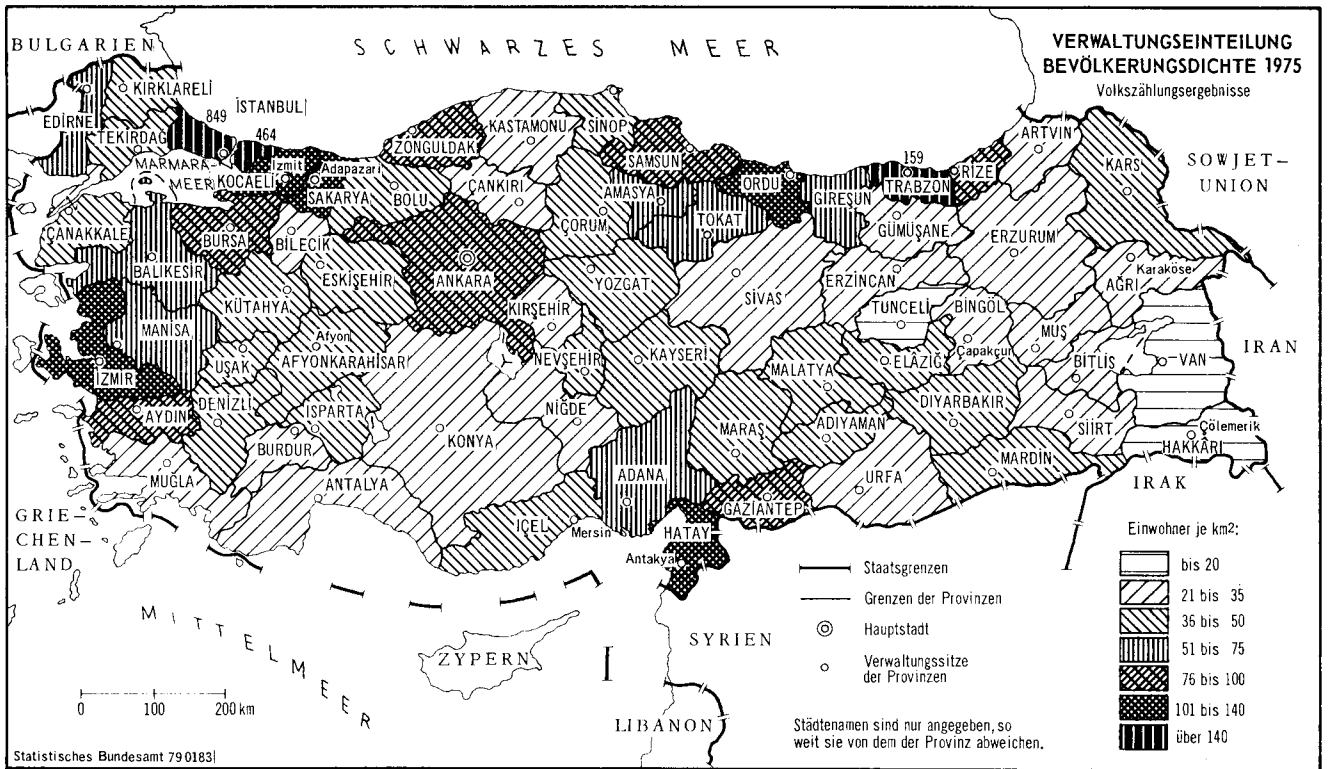 BULGARIEN
SCHWARZES MEER
VERWALTUNGSEINTEILUNG
BEVÖLKERUNGSDICHTE 1975
Volkszählungsergebnisse
KIRKLARELİ
EDİRNE
TEKİRDAĞ
849
İSTANBUL
464
MARMARA-
MEER
KOCAELİ
İzmit
Adapazari
SAKARYA
BOLU
ZONGULDAK
KASTAMONU
SİNOP
ÇANKIRI
SAMSUN
AMASYA
ORDU
TOKAT
GİREŞUN
159
TRABZON
RİZE
ARTVIN
KARS
SOWJET-
UNION
ÇANAKKALE
BURSA
BİLECİK
BALIKESİR
ESKİŞEHİR
KÜTAHYA
ANKARA
ÇORUM
YOZGAT
SİVAS
GÜMÜŞANE
ERZİNCAN
ERZURUM
Karaköse
AĞRI
TUNCELİ
BİNGÖL
MUŞ
MANİSA
İZMIR
UŞAK
Afyon
AFYONKARAHİSAR
KIRŞEHİR
NEVŞEHİR
KAYSERİ
MALATYA
ELÂZIĞ
Çapakçur
BİTLİS
VAN
IRAN
AYDIN
DENİZLİ
ISPARTA
BURDUR
KONYA
NİĞDE
MARAŞ
ADIYAMAN
DIYARBAKIR
SİİRT
Çölemerik
HAKKÂRİ
MUĞLA
ANTALYA
ADANA
GAZİANTEP
URFA
MARDİN
IRAK
GRIE-
CHEN-
LAND
IÇEL
Mersin
HATAY
Antakya
MITTELMEER
ZYPERN
SYRIEN
LIBANON
Staatsgrenzen
Grenzen der Provinzen
Hauptstadt
Verwaltungssitze
der Provinzen
Städtenamen sind nur angegeben, so
weit sie von dem der Provinz abweichen.
Einwohner je km²:
bis 20
21 bis 35
36 bis 50
51 bis 75
76 bis 100
101 bis 140
über 140
0 100 200 km
Statistisches Bundesamt 79 0183